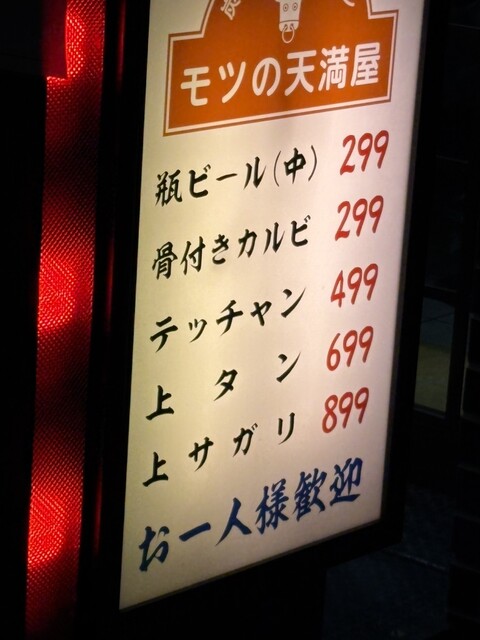 モツの天満屋
瓶ビール(中) 299
骨付きカルビ 299
テッチャン 499
上タン 699
上サガリ 899
お一人様歓迎